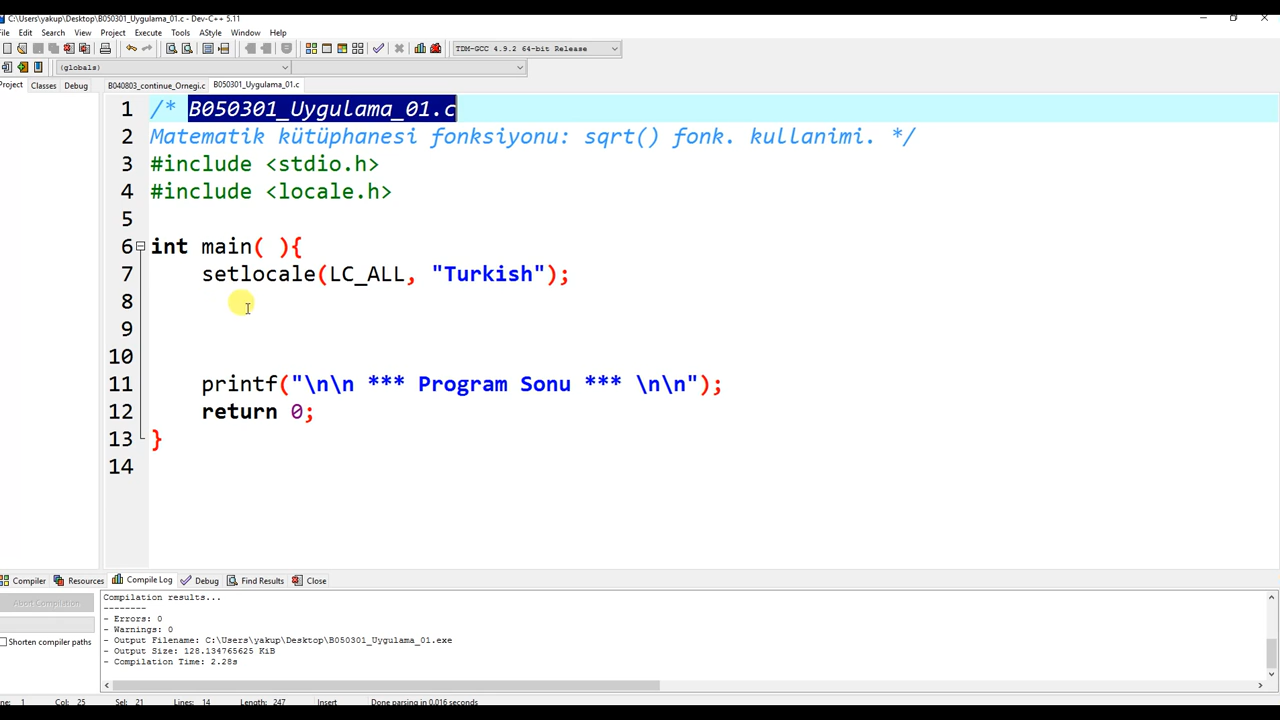 C:\Users\yakup\Desktop\B050301_Uygulama_01.c - Dev-C++ 5.11
File Edit Search View Project Execute Tools AStyle Window Help
TDM-GCC 4.9.2 64-bit Release
(globals)
Project Classes Debug B040803_continue_Ornegi.c B050301_Uygulama_01.c
1 /* B050301_Uygulama_01.c
2 Matematik kütüphanesi fonksiyonu: sqrt() fonk. kullanimi. */
3 #include <stdio.h>
4 #include <locale.h>
5
6 int main( ){
7 setlocale(LC_ALL, "Turkish");
8
9
10
11 printf("\n\n *** Program Sonu *** \n\n");
12 return 0;
13 }
14
Compiler Resources Compile Log Debug Find Results Close
Abort Compilation
Shorten compiler paths
Compilation results...
--------
- Errors: 0
- Warnings: 0
- Output Filename: C:\Users\yakup\Desktop\B050301_Uygulama_01.exe
- Output Size: 128.134765625 KiB
- Compilation Time: 2.28s
ne: 1 Col: 25 Sel: 21 Lines: 14 Length: 247 Insert Done parsing in 0.016 seconds